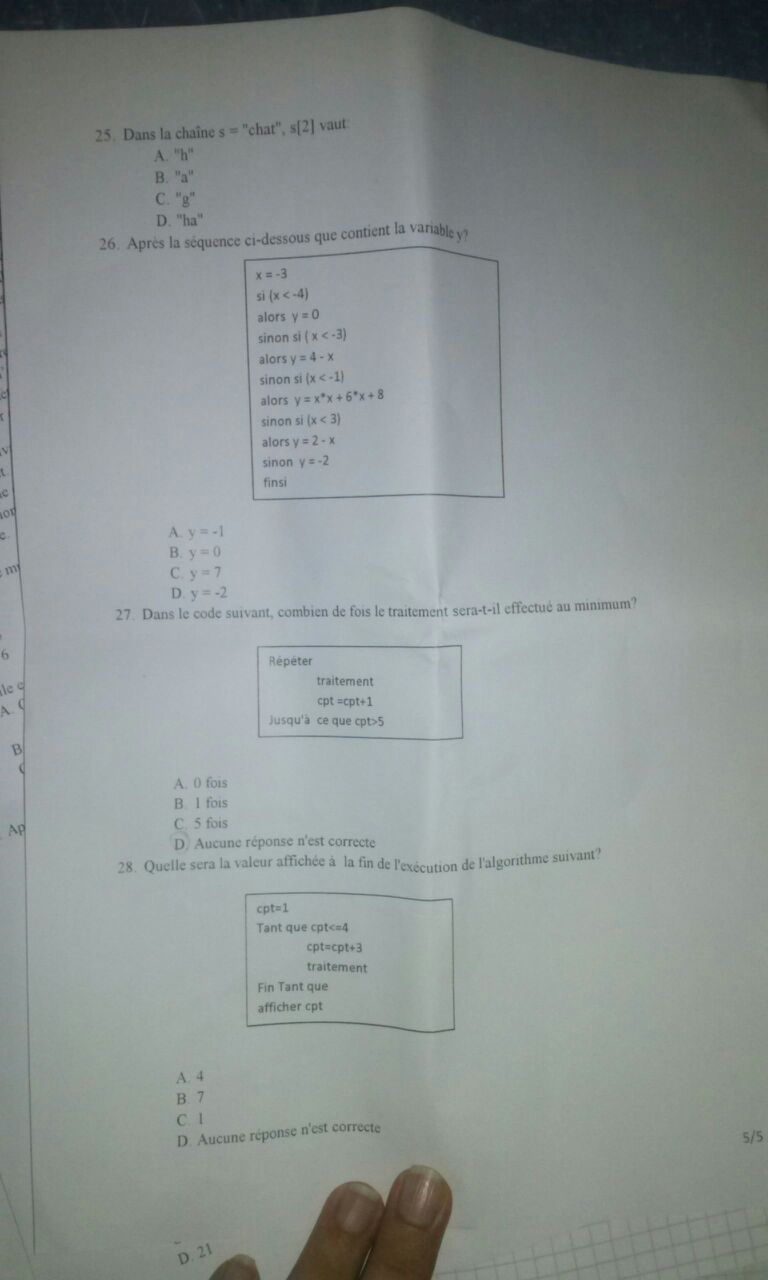 25. Dans la chaîne s = "chat", s[2] vaut:
A. "h"
B. "a"
C. "g"
D. "ha"
26. Après la séquence ci-dessous que contient la variable y?
x = -3
si (x < -4)
alors y = 0
sinon si ( x < -3)
alors y = 4 - x
sinon si (x < -1)
alors y = x*x + 6*x + 8
sinon si (x < 3)
alors y = 2 - x
sinon y = -2
finsi
A. y = -1
B. y = 0
C. y = 7
D. y = -2
27. Dans le code suivant, combien de fois le traitement sera-t-il effectué au minimum?
Répéter
traitement
cpt =cpt+1
Jusqu'à ce que cpt>5
A. 0 fois
B. 1 fois
C. 5 fois
D. Aucune réponse n'est correcte
28. Quelle sera la valeur affichée à la fin de l'exécution de l'algorithme suivant?
cpt=1
Tant que cpt<=4
cpt=cpt+3
traitement
Fin Tant que
afficher cpt
A. 4
B. 7
C. 1
D. Aucune réponse n'est correcte
5/5
D. 21